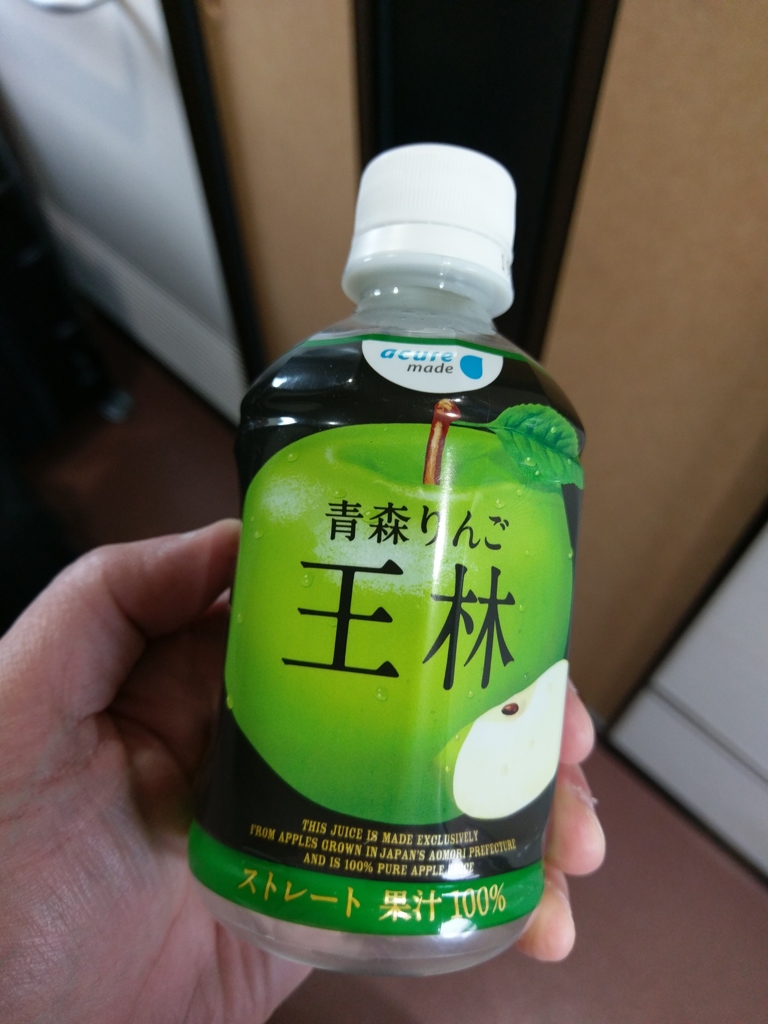 acure
made
青森りんご
王林
THIS JUICE IS MADE EXCLUSIVELY
FROM APPLES GROWN IN JAPAN'S AOMORI PREFECTURE
AND IS 100% PURE APPLE JUICE
ストレート 果汁100%